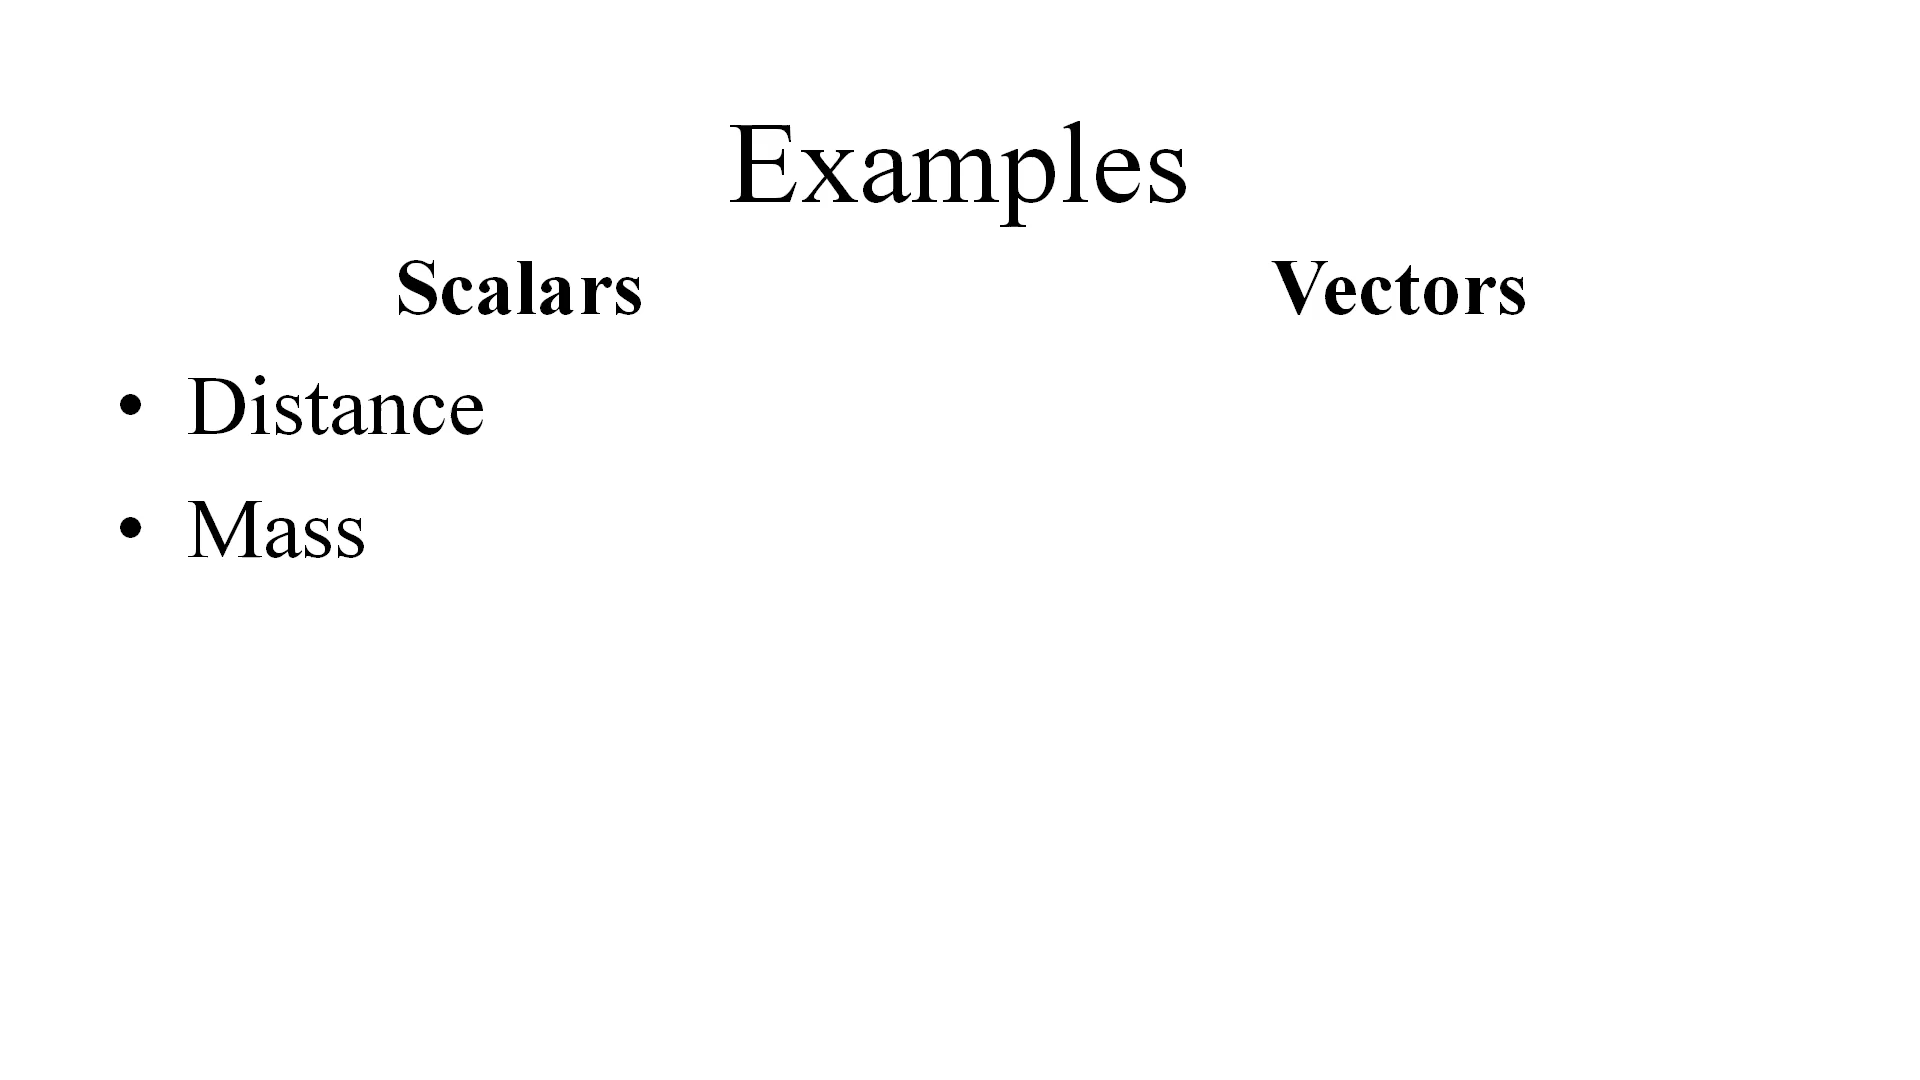 Examples
Scalars
Vectors
• Distance
• Mass